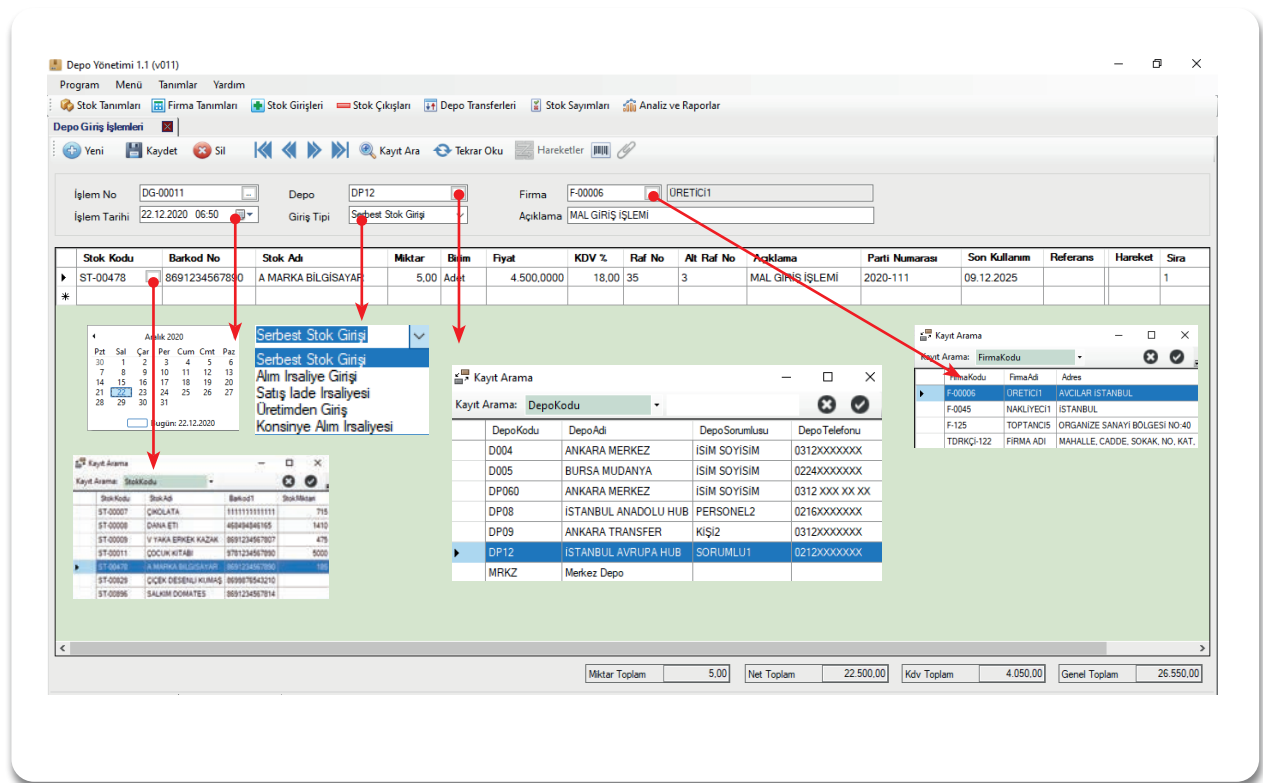 Depo Yönetimi 1.1 (v011)
Program Menü Tanımlar Yardım
Stok Tanımları Firma Tanımları Stok Girişleri Stok Çıkışları Depo Transferleri Stok Sayımları Analiz ve Raporlar
Depo Giriş İşlemleri
Yeni Kaydet Sil Kayıt Ara Tekrar Oku Hareketler
İşlem No DG-00011 ... Depo DP12 Firma F-00006 ÜRETİCİ1
İşlem Tarihi 22.12.2020 06:50 Giriş Tipi Serbest Stok Girişi Açıklama MAL GİRİŞ İŞLEMİ
Stok Kodu Barkod No Stok Adı Miktar Birim Fiyat KDV % Raf No Alt Raf No Açıklama Parti Numarası Son Kullanım Referans Hareket Sira
ST-00478 8691234567890 A MARKA BİLGİSAYAR 5,00 Adet 4.500,0000 18,00 35 3 MAL GİRİŞ İŞLEMİ 2020-111 09.12.2025 1
Aralık 2020
Pzt Sal Çar Per Cum Cmt Paz
30 1 2 3 4 5 6
7 8 9 10 11 12 13
14 15 16 17 18 19 20
21 22 23 24 25 26 27
28 29 30 31
Bugün: 22.12.2020
Serbest Stok Girişi
Serbest Stok Girişi
Alım İrsaliye Girişi
Satış İade İrsaliyesi
Üretimden Giriş
Konsinye Alım İrsaliyesi
Kayıt Arama
Kayıt Arama: DepoKodu
DepoKodu DepoAdi DepoSorumlusu DepoTelefonu
D004 ANKARA MERKEZ İSİM SOYİSİM 0312XXXXXXX
D005 BURSA MUDANYA İSİM SOYİSİM 0224XXXXXXX
DP060 ANKARA MERKEZ İSİM SOYİSİM 0312 XXX XX XX
DP08 İSTANBUL ANADOLU HUB PERSONEL2 0216XXXXXXX
DP09 ANKARA TRANSFER KİŞİ2 0312XXXXXXX
DP12 İSTANBUL AVRUPA HUB SORUMLU1 0212XXXXXXX
MRKZ Merkez Depo
Kayıt Arama
Kayıt Arama: FirmaKodu
FirmaKodu FirmaAdi Adres
F-00006 ÜRETİCİ1 AVCILAR İSTANBUL
F-0045 NAKLİYECİ1 İSTANBUL
F-125 TOPTANCI5 ORGANİZE SANAYİ BÖLGESİ NO:40
TDRKÇİ-122 FİRMA ADI MAHALLE, CADDE, SOKAK, NO, KAT,
Kayıt Arama
Kayıt Arama: StokKodu
StokKodu StokAdi Barkod1 StokMiktari
ST-00007 ÇİKOLATA 1111111111111 715
ST-00008 DANA ETİ 468494846165 1410
ST-00009 V YAKA ERKEK KAZAK 8691234567807 475
ST-00011 ÇOCUK KİTABI 9781234567890 5000
ST-00478 A MARKA BİLGİSAYAR 8691234567890
ST-00829 ÇİÇEK DESENLİ KUMAŞ 8699876543210
ST-00896 SALKIM DOMATES 8691234567814
Miktar Toplam 5,00 Net Toplam 22.500,00 Kdv Toplam 4.050,00 Genel Toplam 26.550,00